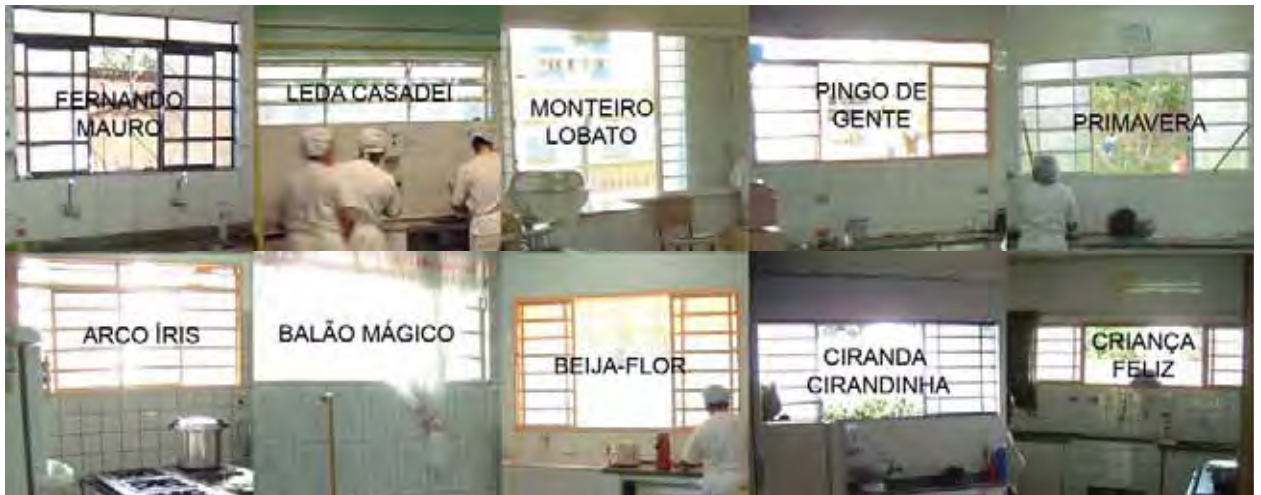 FERNANDO
MAURO
LEDA CASADEÍ
MONTEIRO
LOBATO
PINGO DE
GENTE
PRIMAVERA
ARCO ÍRIS
BALÃO MÁGICO
BEIJA-FLOR
CIRANDA
CIRANDINHA
CRIANÇA
FELIZ